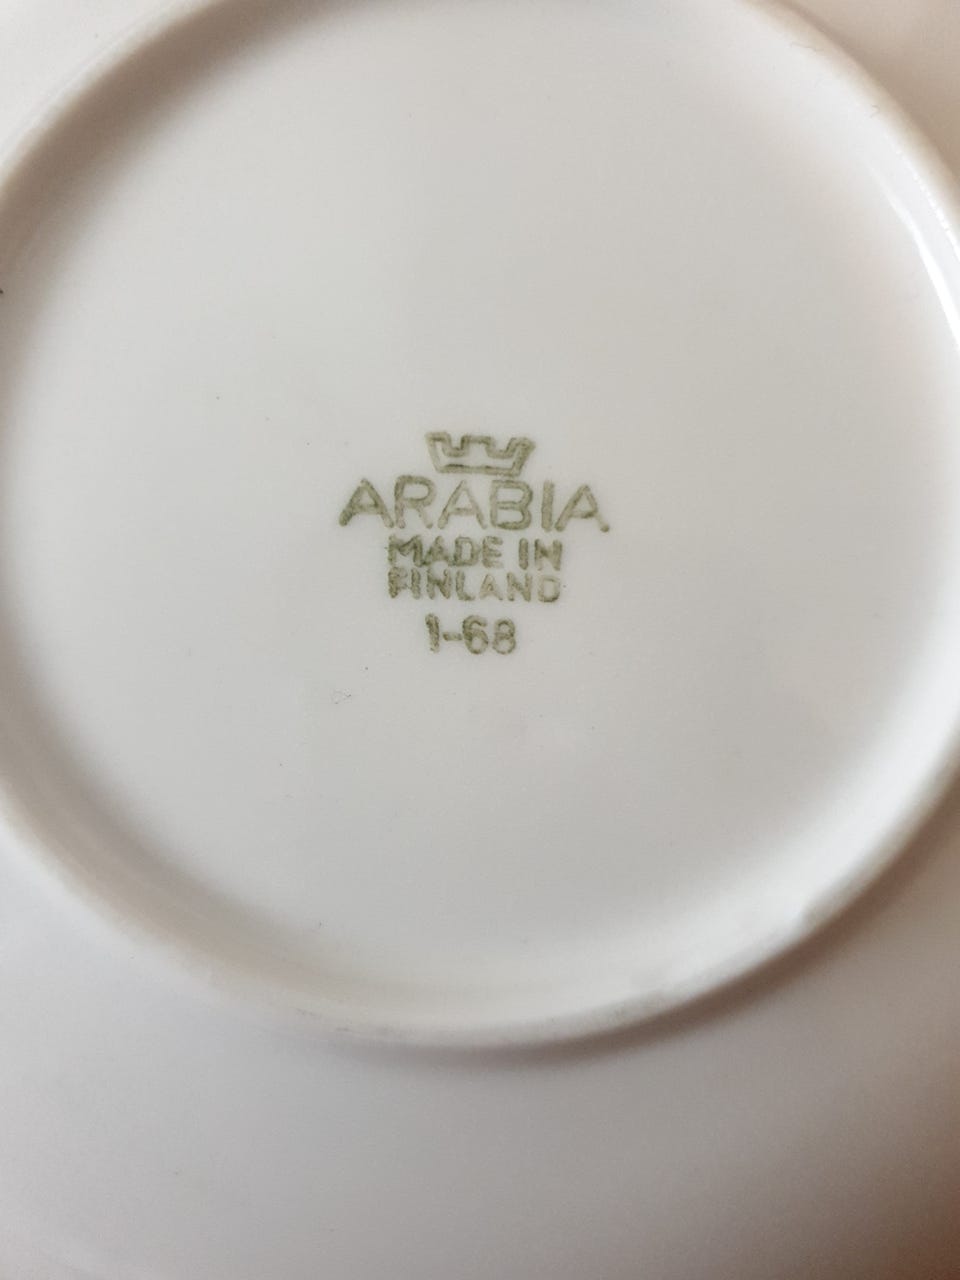 ARABIA
MADE IN
FINLAND
1-68